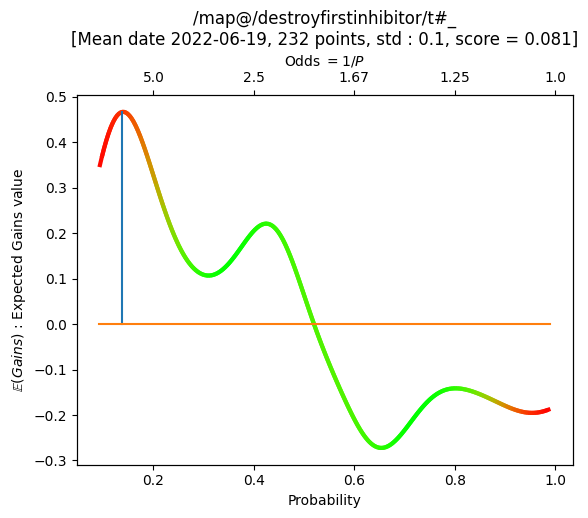 /map@/destroyfirstinhibitor/t#_
[Mean date 2022-06-19, 232 points, std : 0.1, score = 0.081]
Odds = 1/P
5.0 2.5 1.67 1.25 1.0
0.5
0.4
0.3
0.2
0.1
0.0
−0.1
−0.2
−0.3
𝔼(Gains) : Expected Gains value
0.2 0.4 0.6 0.8 1.0
Probability